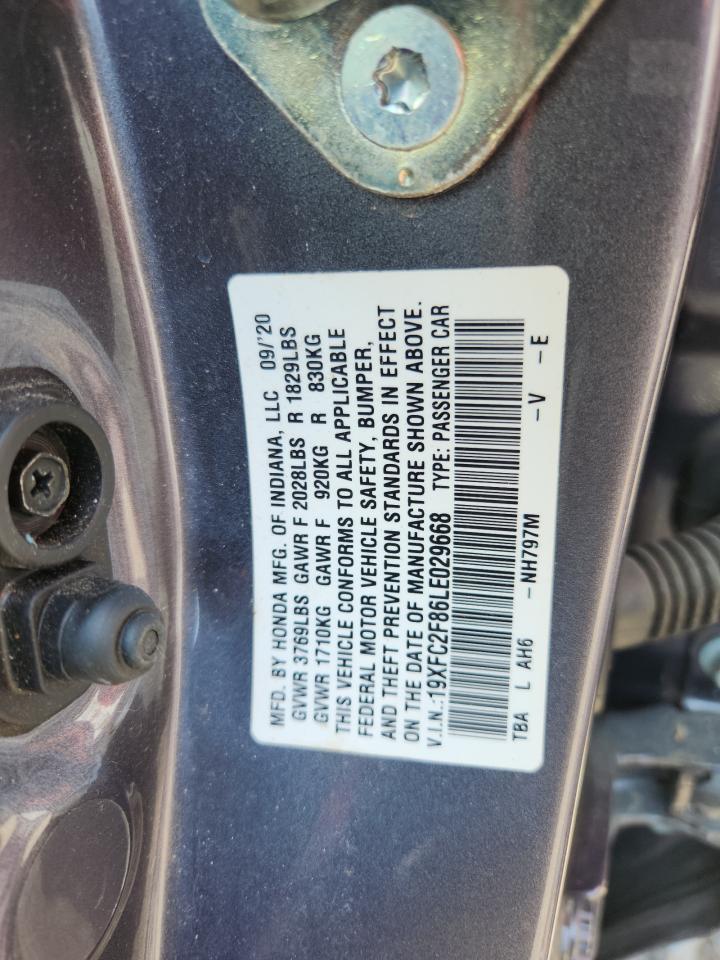 MFD. BY HONDA MFG. OF INDIANA, LLC 09/'20
GVWR 3769LBS GAWR F 2028LBS R 1829LBS
GVWR 1710KG GAWR F 920KG R 830KG
THIS VEHICLE CONFORMS TO ALL APPLICABLE
FEDERAL MOTOR VEHICLE SAFETY, BUMPER,
AND THEFT PREVENTION STANDARDS IN EFFECT
ON THE DATE OF MANUFACTURE SHOWN ABOVE.
V.I.N.:19XFC2F86LE029668 TYPE: PASSENGER CAR
TBA L AH6 -NH797M -V -E